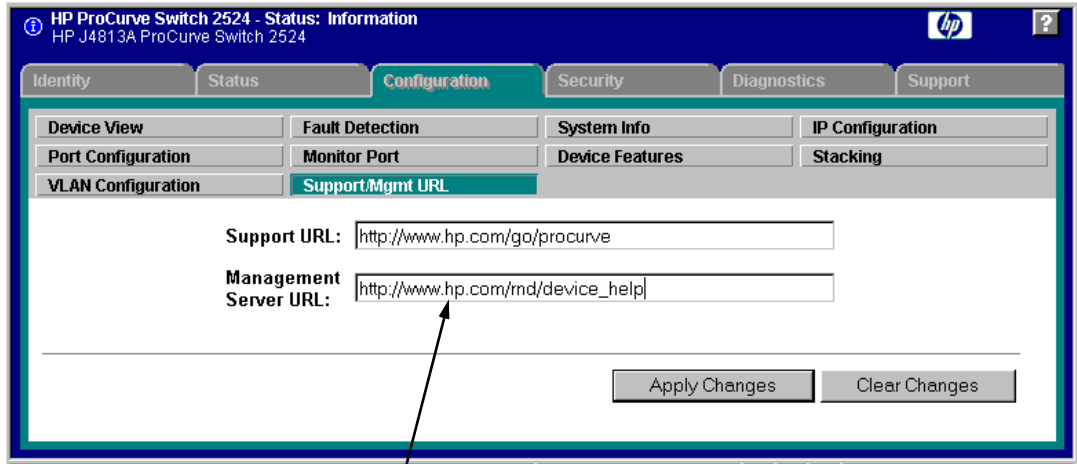 HP ProCurve Switch 2524 - Status: Information
HP J4813A ProCurve Switch 2524
hp
?
Identity Status Configuration Security Diagnostics Support
Device View Fault Detection System Info IP Configuration
Port Configuration Monitor Port Device Features Stacking
VLAN Configuration Support/Mgmt URL
Support URL: http://www.hp.com/go/procurve
Management
Server URL: http://www.hp.com/rnd/device_help
Apply Changes Clear Changes